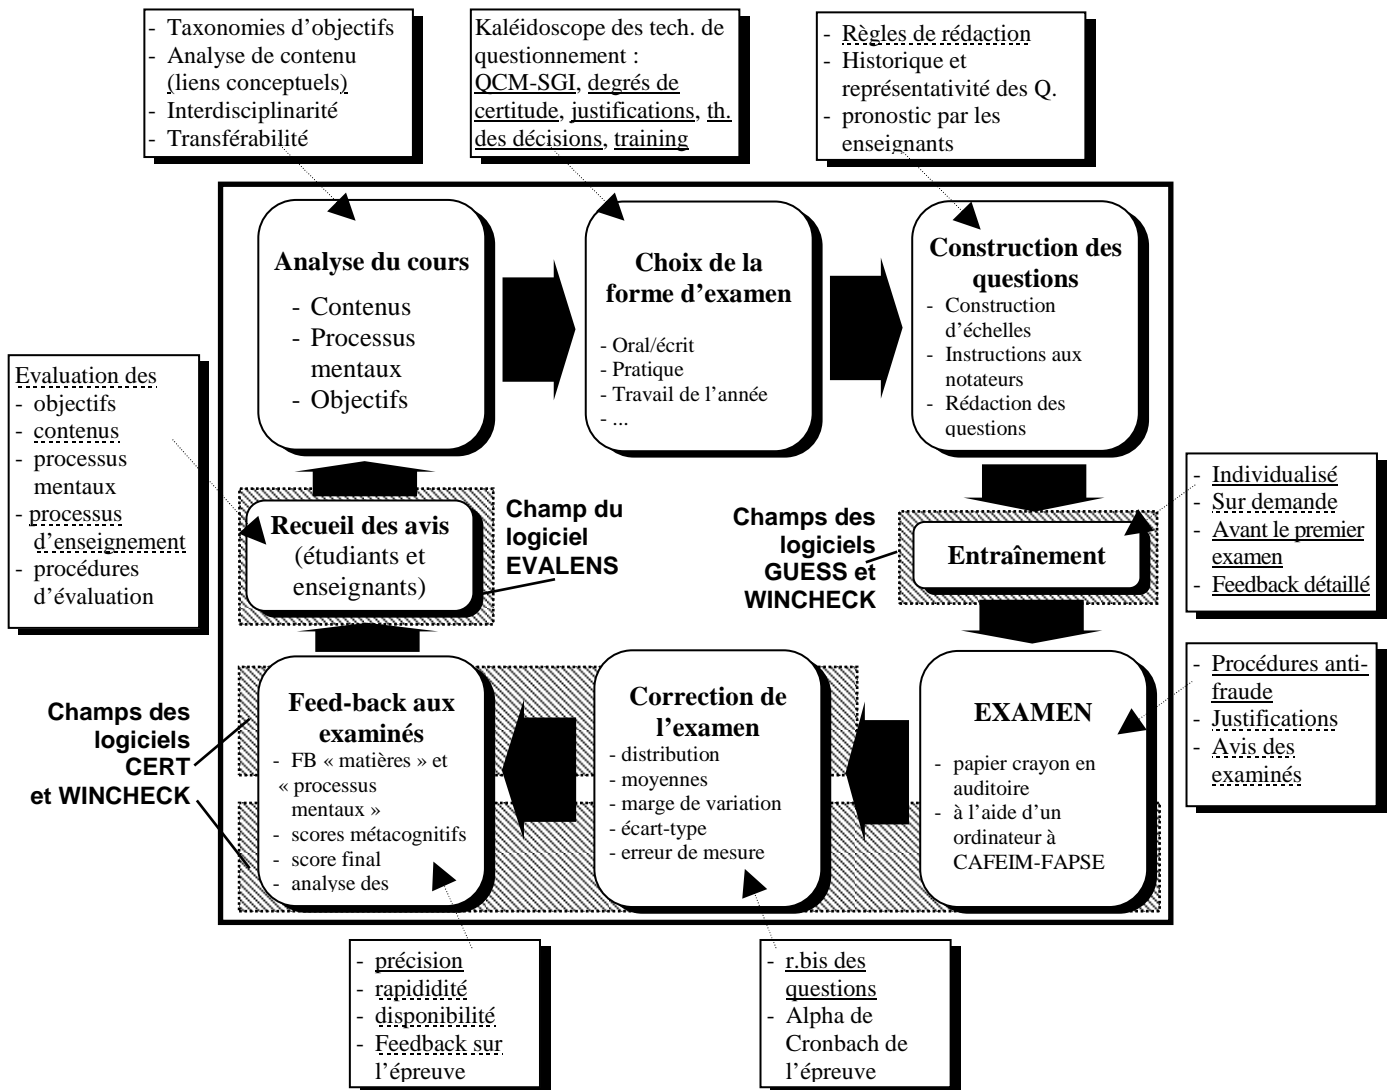 - Taxonomies d’objectifs
- Analyse de contenu
(liens conceptuels)
- Interdisciplinarité
- Transférabilité
Kaléidoscope des tech. de
questionnement :
QCM-SGI, degrés de
certitude, justifications, th.
des décisions, training
- Règles de rédaction
- Historique et
représentativité des Q.
- pronostic par les
enseignants
Analyse du cours
- Contenus
- Processus
mentaux
- Objectifs
Choix de la
forme d’examen
- Oral/écrit
- Pratique
- Travail de l’année
- ...
Construction des
questions
- Construction
d’échelles
- Instructions aux
notateurs
- Rédaction des
questions
Evaluation des
- objectifs
- contenus
- processus
mentaux
- processus
d’enseignement
- procédures
d’évaluation
Recueil des avis
(étudiants et
enseignants)
Champ du
logiciel
EVALENS
Champs des
logiciels
GUESS et
WINCHECK
Entraînement
- Individualisé
- Sur demande
- Avant le premier
examen
- Feedback détaillé
Champs des
logiciels
CERT
et WINCHECK
Feed-back aux
examinés
- FB « matières » et
« processus
mentaux »
- scores métacognitifs
- score final
- analyse des
Correction de
l’examen
- distribution
- moyennes
- marge de variation
- écart-type
- erreur de mesure
EXAMEN
- papier crayon en
auditoire
- à l’aide d’un
ordinateur à
CAFEIM-FAPSE
- Procédures anti-
fraude
- Justifications
- Avis des
examinés
- précision
- rapididité
- disponibilité
- Feedback sur
l’épreuve
- r.bis des
questions
- Alpha de
Cronbach de
l’épreuve